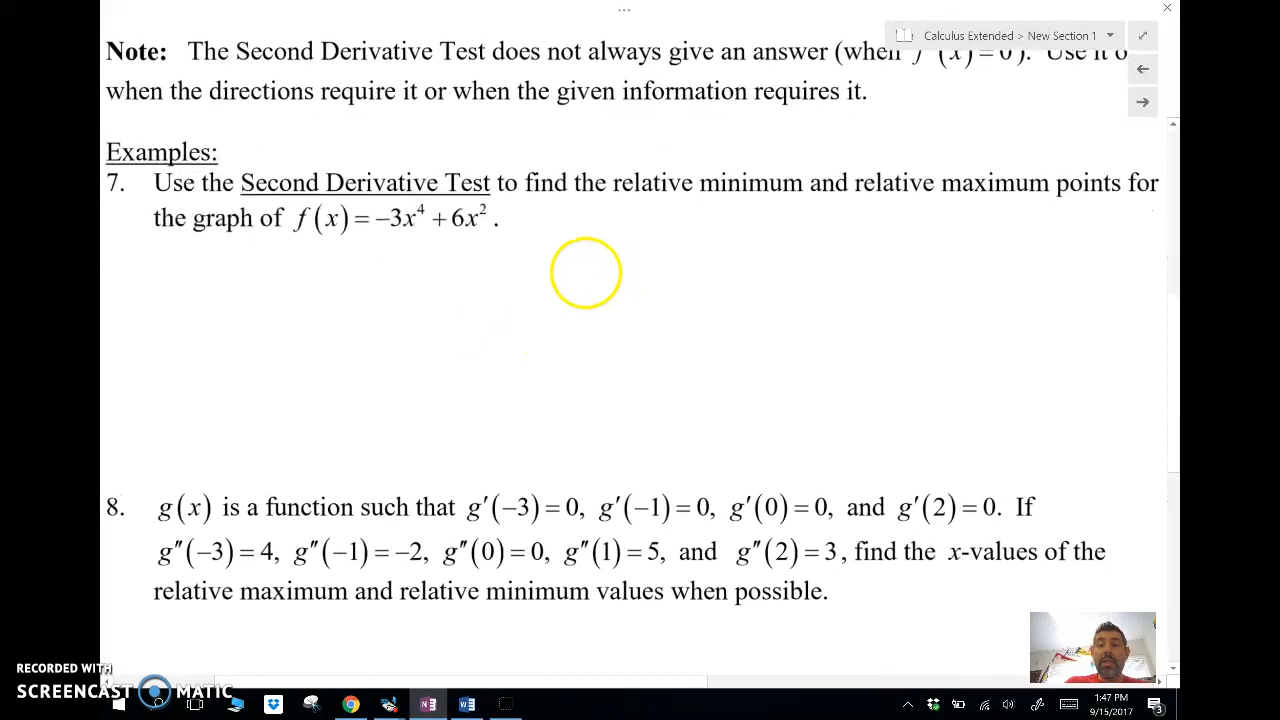 ...
Calculus Extended > New Section 1
Note: The Second Derivative Test does not always give an answer (when f (x) = 0). Use it o
when the directions require it or when the given information requires it.
Examples:
7. Use the Second Derivative Test to find the relative minimum and relative maximum points for
the graph of f(x) = −3x⁴ + 6x².
8. g(x) is a function such that g′(−3) = 0, g′(−1) = 0, g′(0) = 0, and g′(2) = 0. If
g″(−3) = 4, g″(−1) = −2, g″(0) = 0, g″(1) = 5, and g″(2) = 3, find the x-values of the
relative maximum and relative minimum values when possible.
RECORDED WITH
SCREENCAST MATIC
1:47 PM
9/15/2017
3